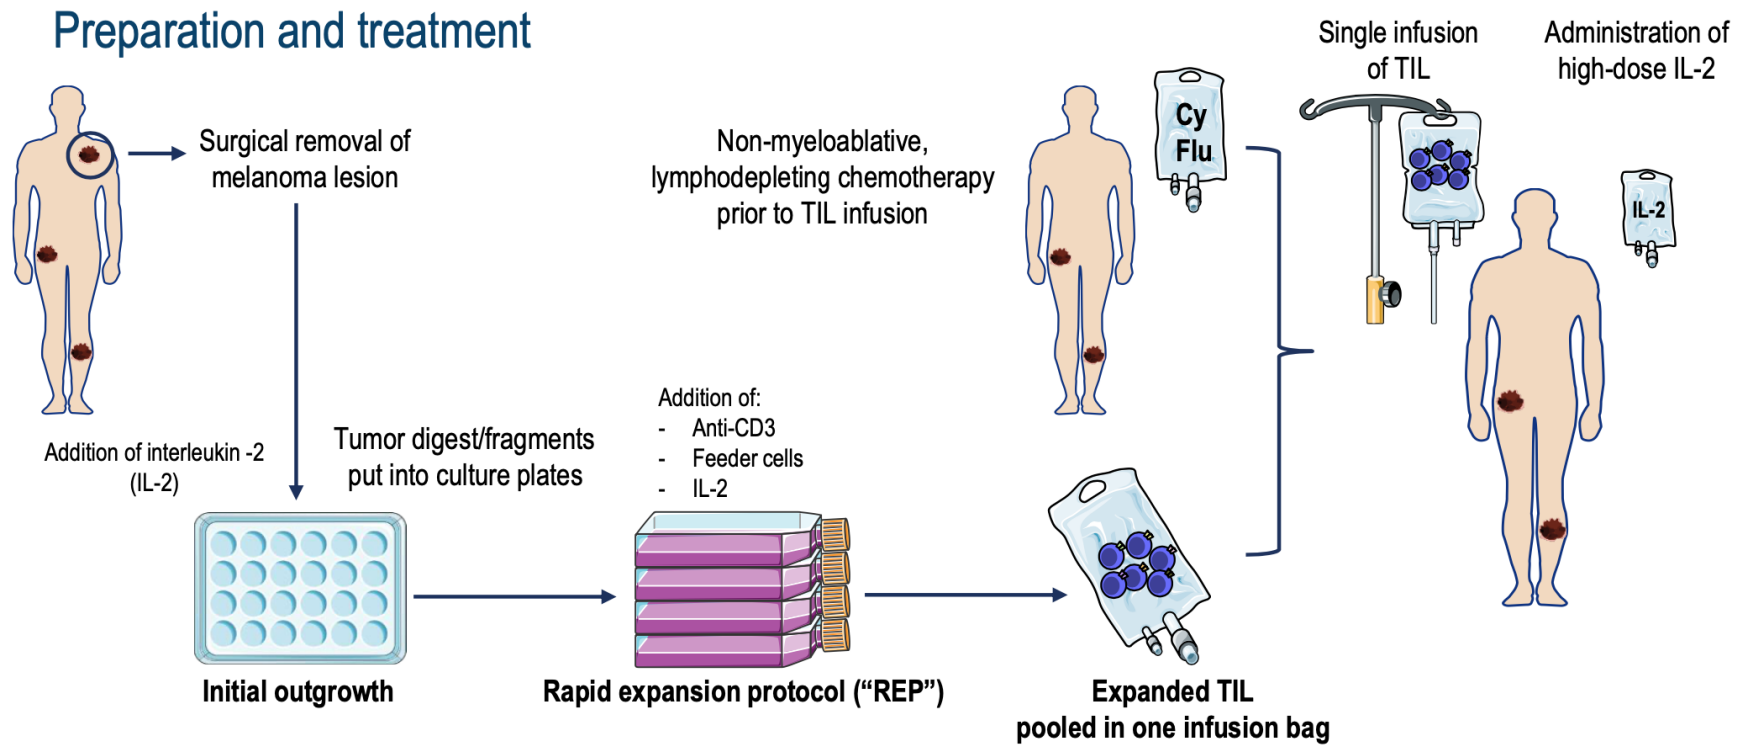 Preparation and treatment
Surgical removal of
melanoma lesion
Addition of interleukin -2
(IL-2)
Tumor digest/fragments
put into culture plates
Initial outgrowth
Addition of:
- Anti-CD3
- Feeder cells
- IL-2
Rapid expansion protocol (“REP”)
Non-myeloablative,
lymphodepleting chemotherapy
prior to TIL infusion
Cy
Flu
Expanded TIL
pooled in one infusion bag
Single infusion
of TIL
Administration of
high-dose IL-2
IL-2